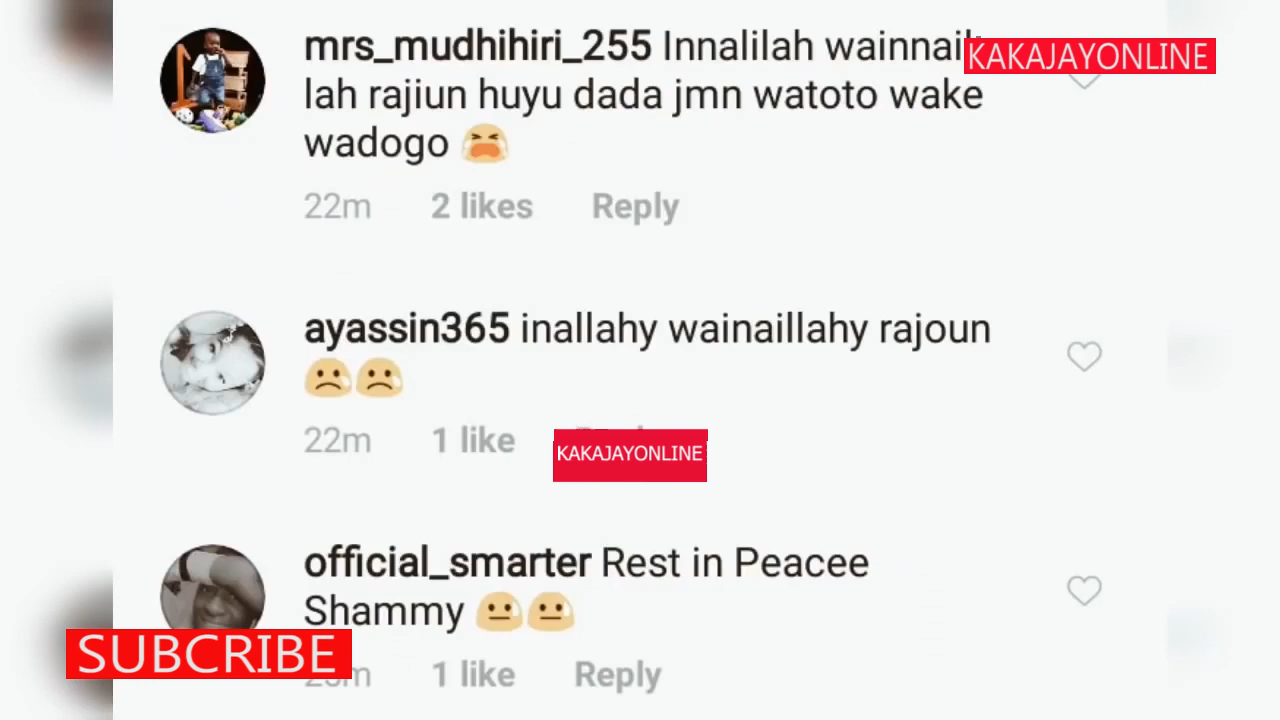 mrs_mudhihiri_255 Innalilah
KAKAJAYONLINE
lah rajiun huyu dada jmn watoto wake
wadogo 😭
22m 2 likes Reply
ayassin365 inallahy wainaillahy rajoun
☹️☹️
22m 1 like
KAKAJAYONLINE
official_smarter Rest in Peacee
Shammy 😓😓
SUBCRIBE
1 like Reply